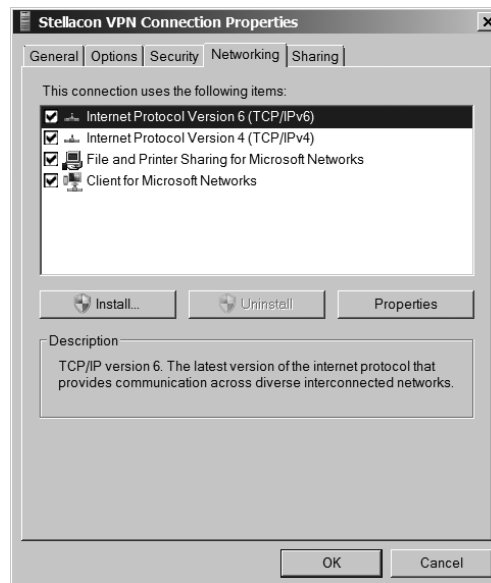 Stellacon VPN Connection Properties
General Options Security Networking Sharing
This connection uses the following items:
Internet Protocol Version 6 (TCP/IPv6)
Internet Protocol Version 4 (TCP/IPv4)
File and Printer Sharing for Microsoft Networks
Client for Microsoft Networks
Install... Uninstall Properties
Description
TCP/IP version 6. The latest version of the internet protocol that
provides communication across diverse interconnected networks.
OK Cancel